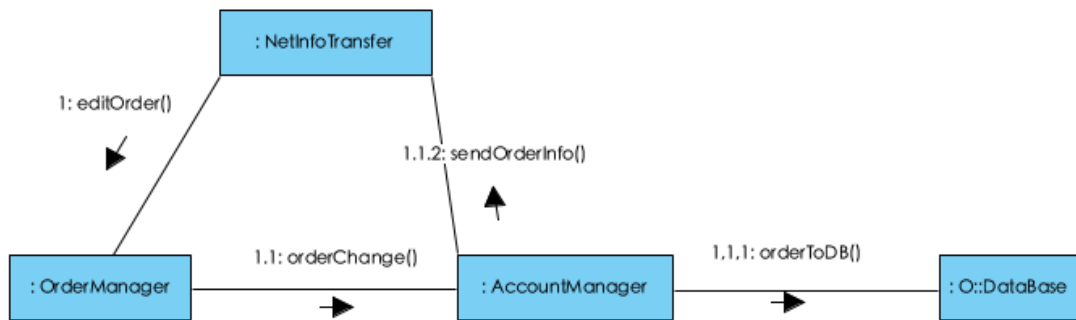 : NetInfoTransfer
1: editOrder()
1.1.2: sendOrderInfo()
1.1: orderChange()
1,1,1: orderToDB()
: OrderManager
: AccountManager
: O::DataBase